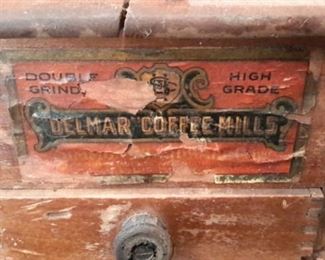 DOUBLE
GRIND,
HIGH
GRADE
DELMAR COFFEE MILLS